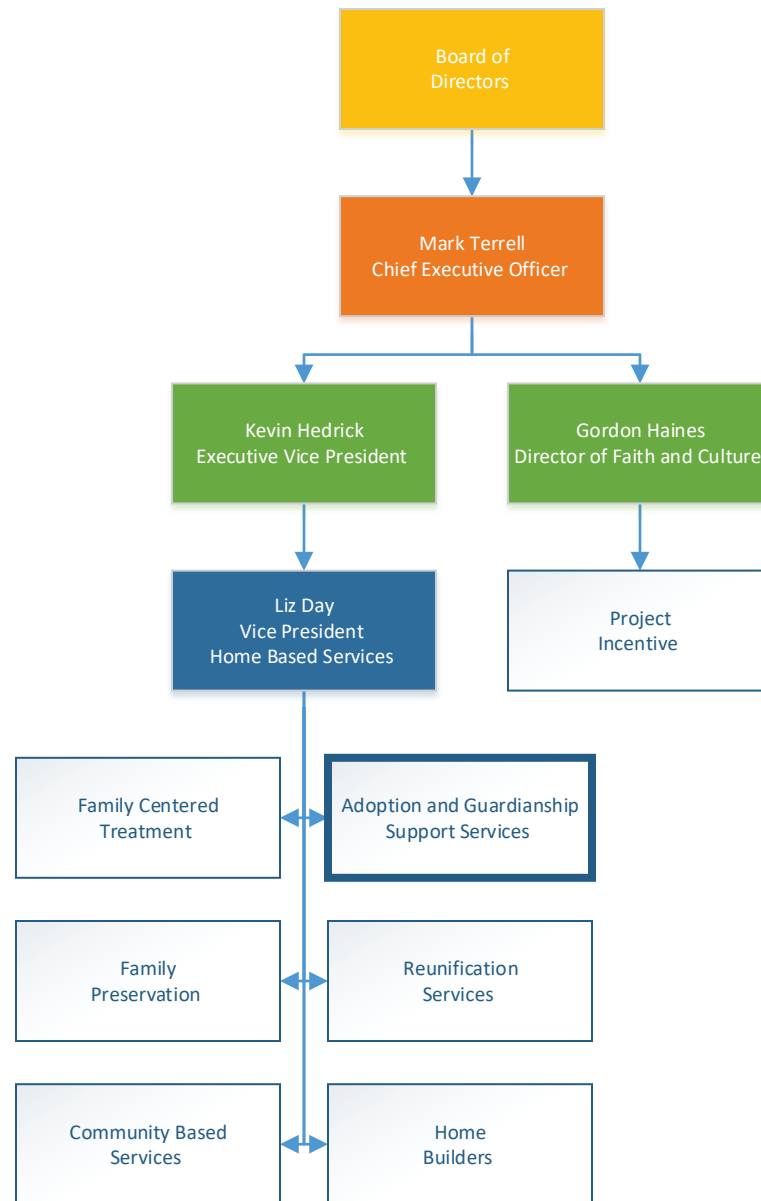 Board of
Directors
Mark Terrell
Chief Executive Officer
Kevin Hedrick
Executive Vice President
Gordon Haines
Director of Faith and Culture
Liz Day
Vice President
Home Based Services
Project
Incentive
Family Centered
Treatment
Adoption and Guardianship
Support Services
Family
Preservation
Reunification
Services
Community Based
Services
Home
Builders